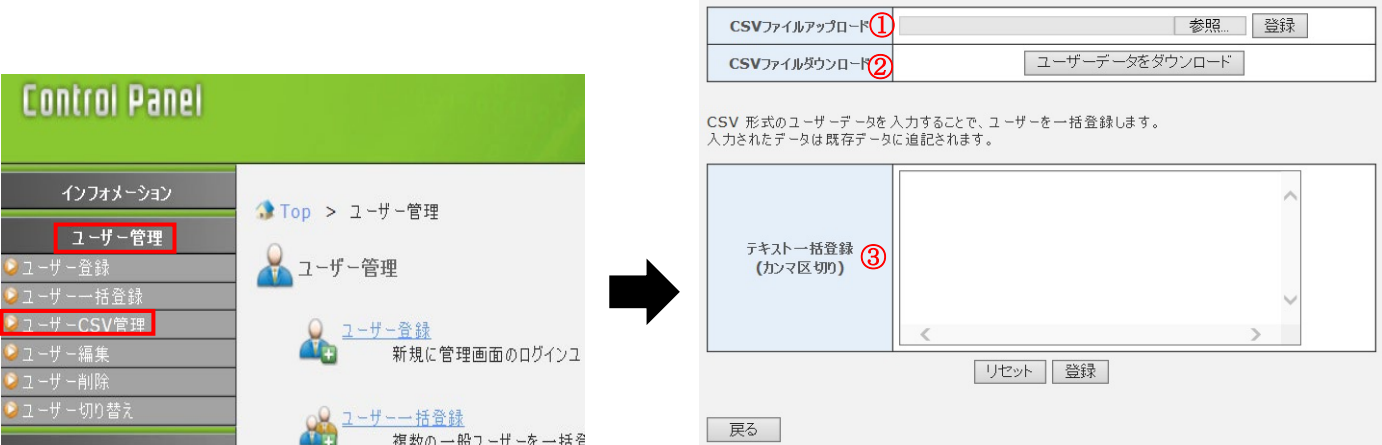 Control Panel
インフォメーション
ユーザー管理
ユーザー登録
ユーザー一括登録
ユーザーCSV管理
ユーザー編集
ユーザー削除
ユーザー切り替え
Top > ユーザー管理
ユーザー管理
ユーザー登録
新規に管理画面のログインユ
ユーザー一括登録
複数の一般ユーザーを一括登
CSVファイルアップロード ① 参照... 登録
CSVファイルダウンロード ② ユーザーデータをダウンロード
CSV 形式のユーザーデータを入力することで、ユーザーを一括登録します。
入力されたデータは既存データに追記されます。
テキスト一括登録
(カンマ区切り) ③
リセット 登録
戻る